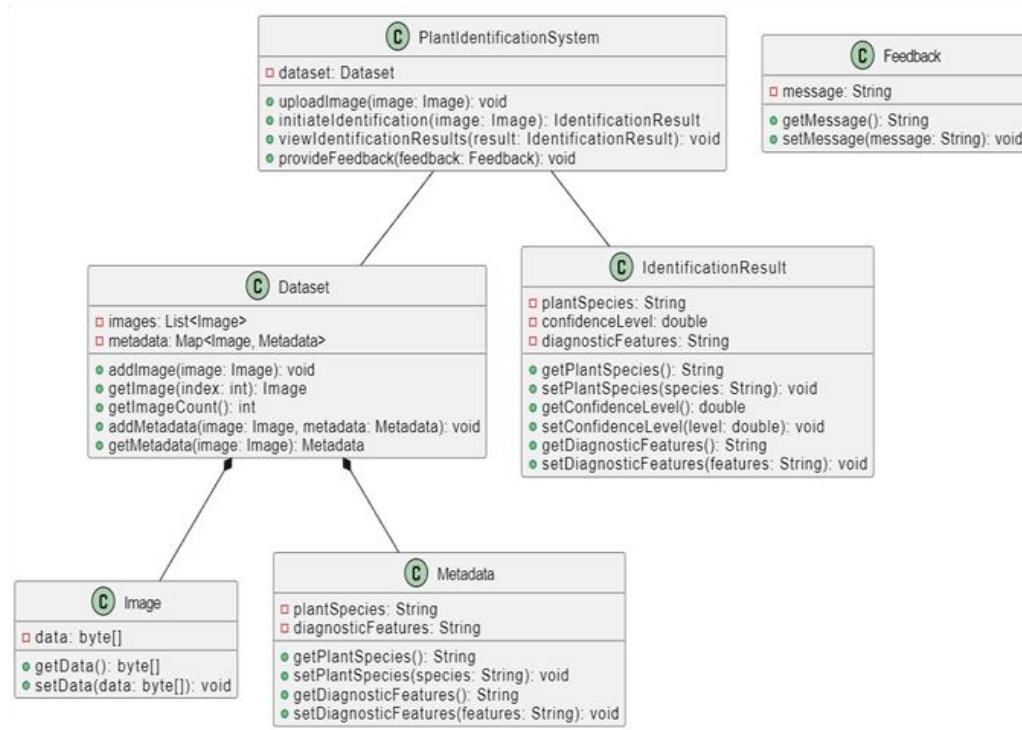 C PlantIdentificationSystem
dataset: Dataset
uploadImage(image: Image): void
initiateIdentification(image: Image): IdentificationResult
viewIdentificationResults(result: IdentificationResult): void
provideFeedback(feedback: Feedback): void
C Feedback
message: String
getMessage(): String
setMessage(message: String): void
C Dataset
images: List<Image>
metadata: Map<Image, Metadata>
addImage(image: Image): void
getImage(index: int): Image
getImageCount(): int
addMetadata(image: Image, metadata: Metadata): void
getMetadata(image: Image): Metadata
C IdentificationResult
plantSpecies: String
confidenceLevel: double
diagnosticFeatures: String
getPlantSpecies(): String
setPlantSpecies(species: String): void
getConfidenceLevel(): double
setConfidenceLevel(level: double): void
getDiagnosticFeatures(): String
setDiagnosticFeatures(features: String): void
C Image
data: byte[]
getData(): byte[]
setData(data: byte[]): void
C Metadata
plantSpecies: String
diagnosticFeatures: String
getPlantSpecies(): String
setPlantSpecies(species: String): void
getDiagnosticFeatures(): String
setDiagnosticFeatures(features: String): void